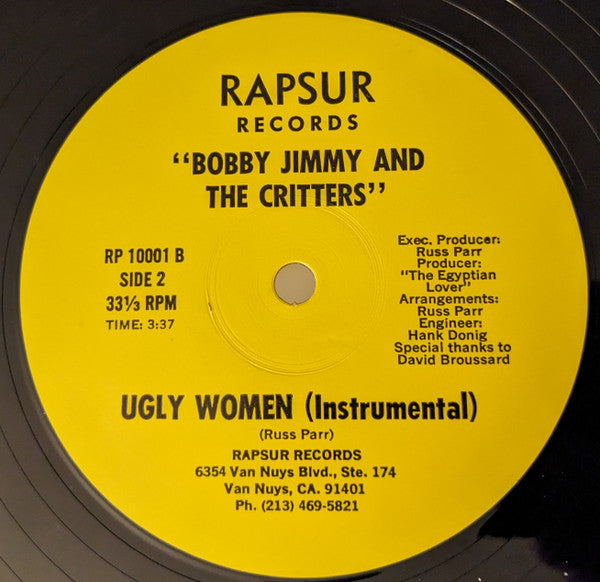 RAPSUR
RECORDS
"BOBBY JIMMY AND
THE CRITTERS"
RP 10001 B
SIDE 2
33⅓ RPM
TIME: 3:37
Exec. Producer:
Russ Parr
Producer:
"The Egyptian
Lover"
Arrangements:
Russ Parr
Engineer:
Hank Donig
Special thanks to
David Broussard
UGLY WOMEN (Instrumental)
(Russ Parr)
RAPSUR RECORDS
6354 Van Nuys Blvd., Ste. 174
Van Nuys, CA. 91401
Ph. (213) 469-5821